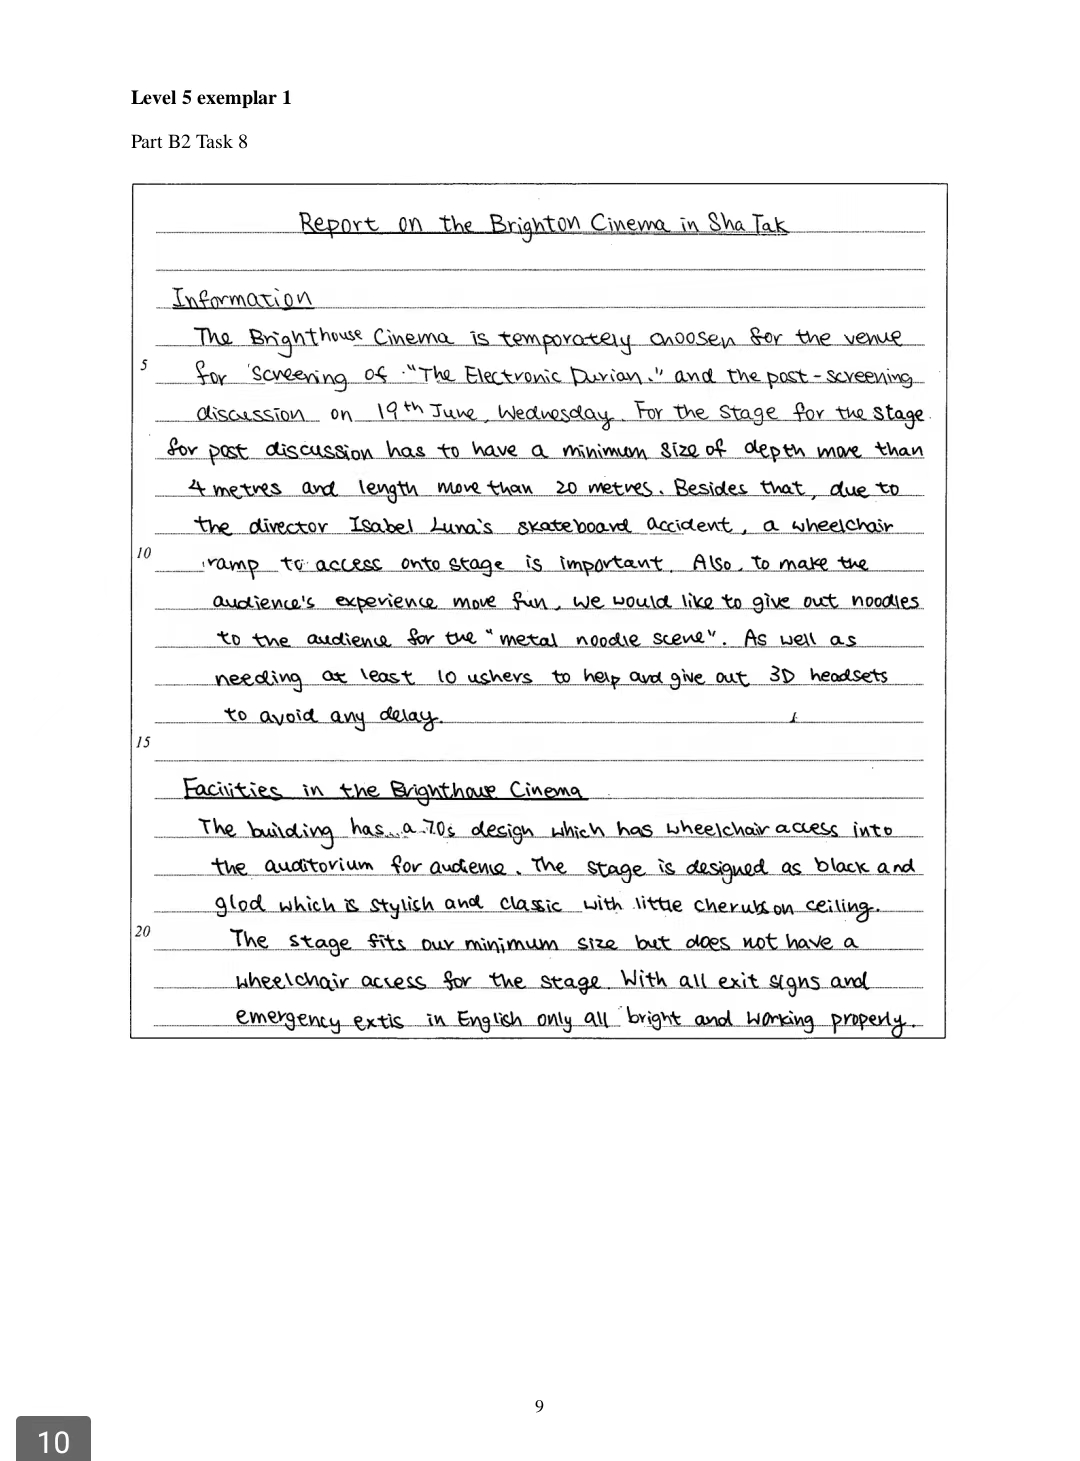 Level 5 exemplar 1
Part B2 Task 8
Report on the Brighton Cinema in Sha Tak
Information
The Brighthouse Cinema is temporately choosen for the venue
5
for screening of "The Electronic Durian." and the post-screening
discussion on 19th June, Wednesday. For the stage for the stage
for post discussion has to have a minimum size of depth more than
4 metres and length more than 20 metres. Besides that, due to
the director Isabel Luna's skateboard accident, a wheelchair
10
ramp to access onto stage is important. Also, to make the
audience's experience more fun, we would like to give out noodles
to the audience for the "metal noodle scene". As well as
needing at least 10 ushers to help and give out 3D headsets
to avoid any delay.
15
Facilities in the Brighthouse Cinema
The building has a 70s design which has wheelchair access into
the auditorium for audience. The stage is designed as black and
glod which is stylish and classic with little cherubs on ceiling.
20
The stage fits our minimum size but does not have a
wheelchair access for the stage. With all exit signs and
emergency extis in English only all bright and working properly.
9
10